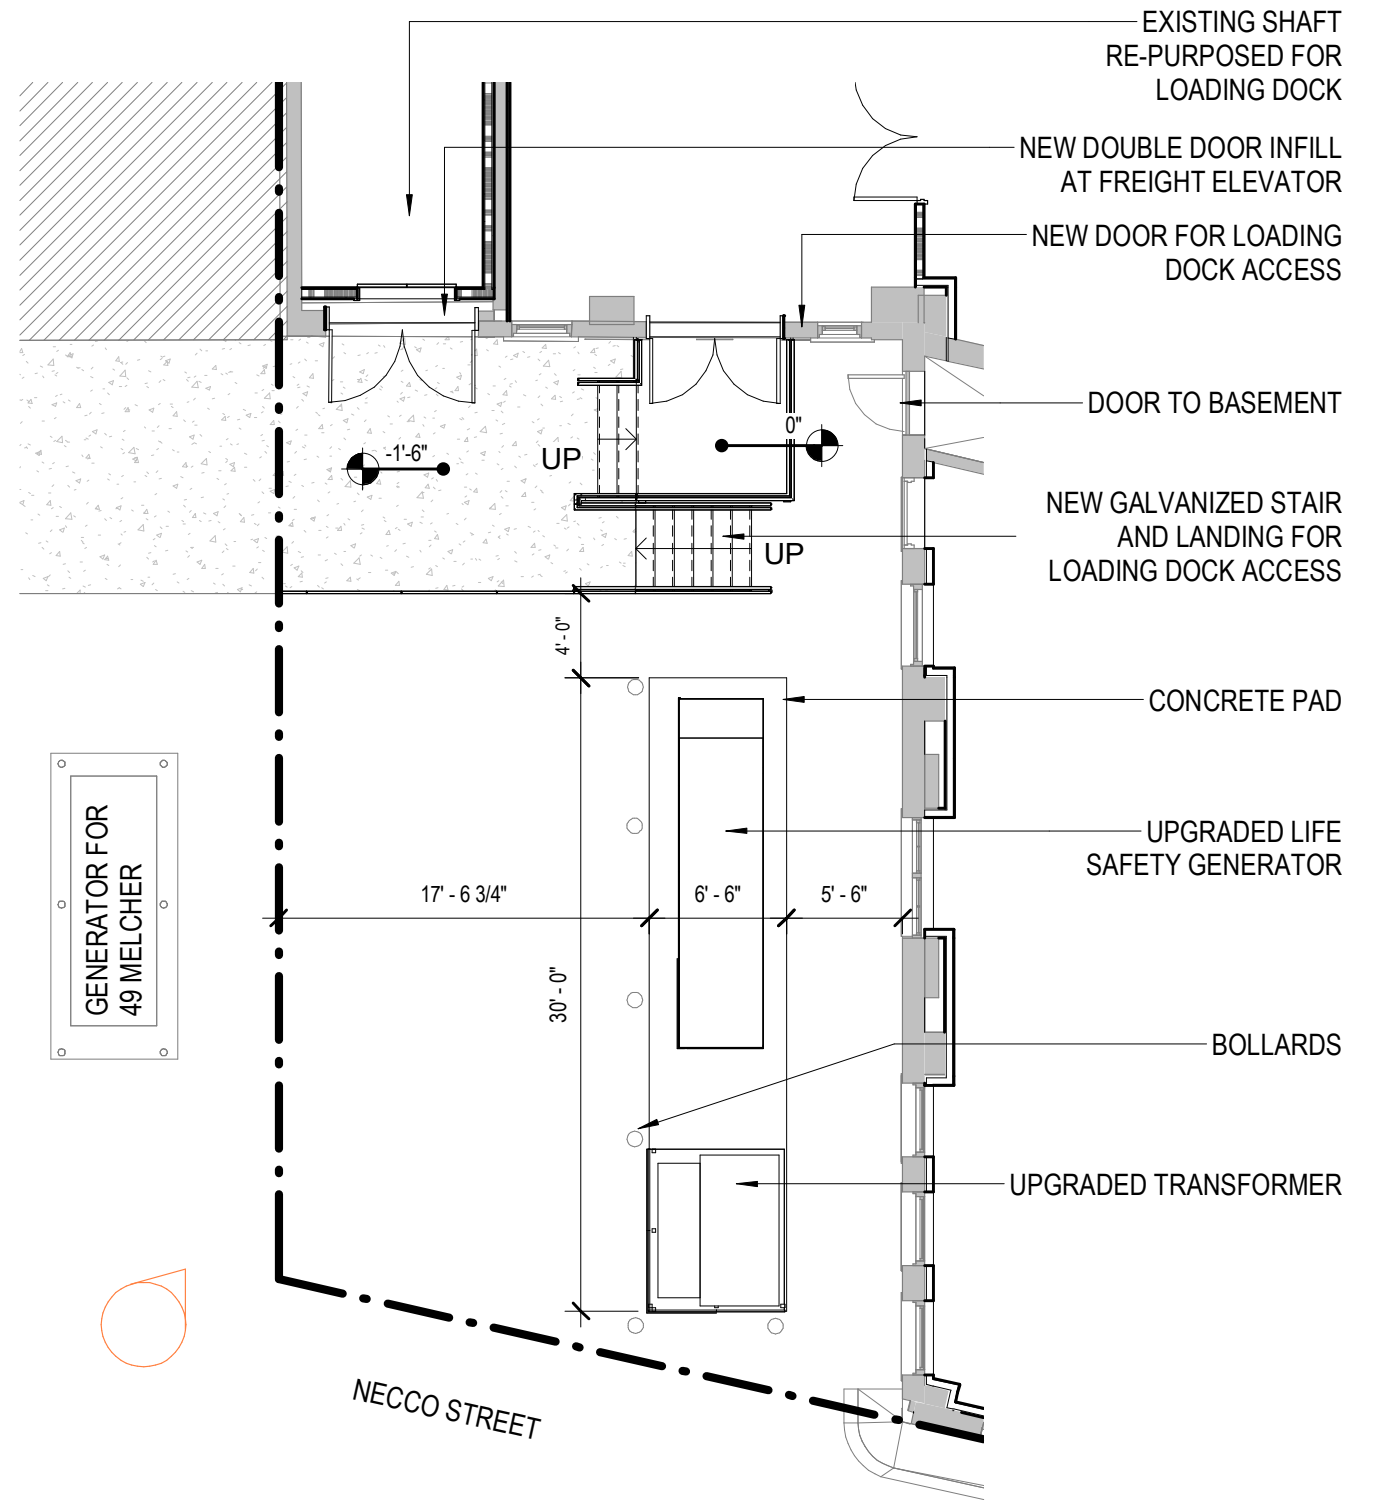 EXISTING SHAFT
RE-PURPOSED FOR
LOADING DOCK
NEW DOUBLE DOOR INFILL
AT FREIGHT ELEVATOR
NEW DOOR FOR LOADING
DOCK ACCESS
DOOR TO BASEMENT
0"
-1'-6"
UP
NEW GALVANIZED STAIR
AND LANDING FOR
LOADING DOCK ACCESS
UP
4' - 0"
CONCRETE PAD
GENERATOR FOR
49 MELCHER
UPGRADED LIFE
SAFETY GENERATOR
17' - 6 3/4"
6' - 6"
5' - 6"
30' - 0"
BOLLARDS
UPGRADED TRANSFORMER
NECCO STREET